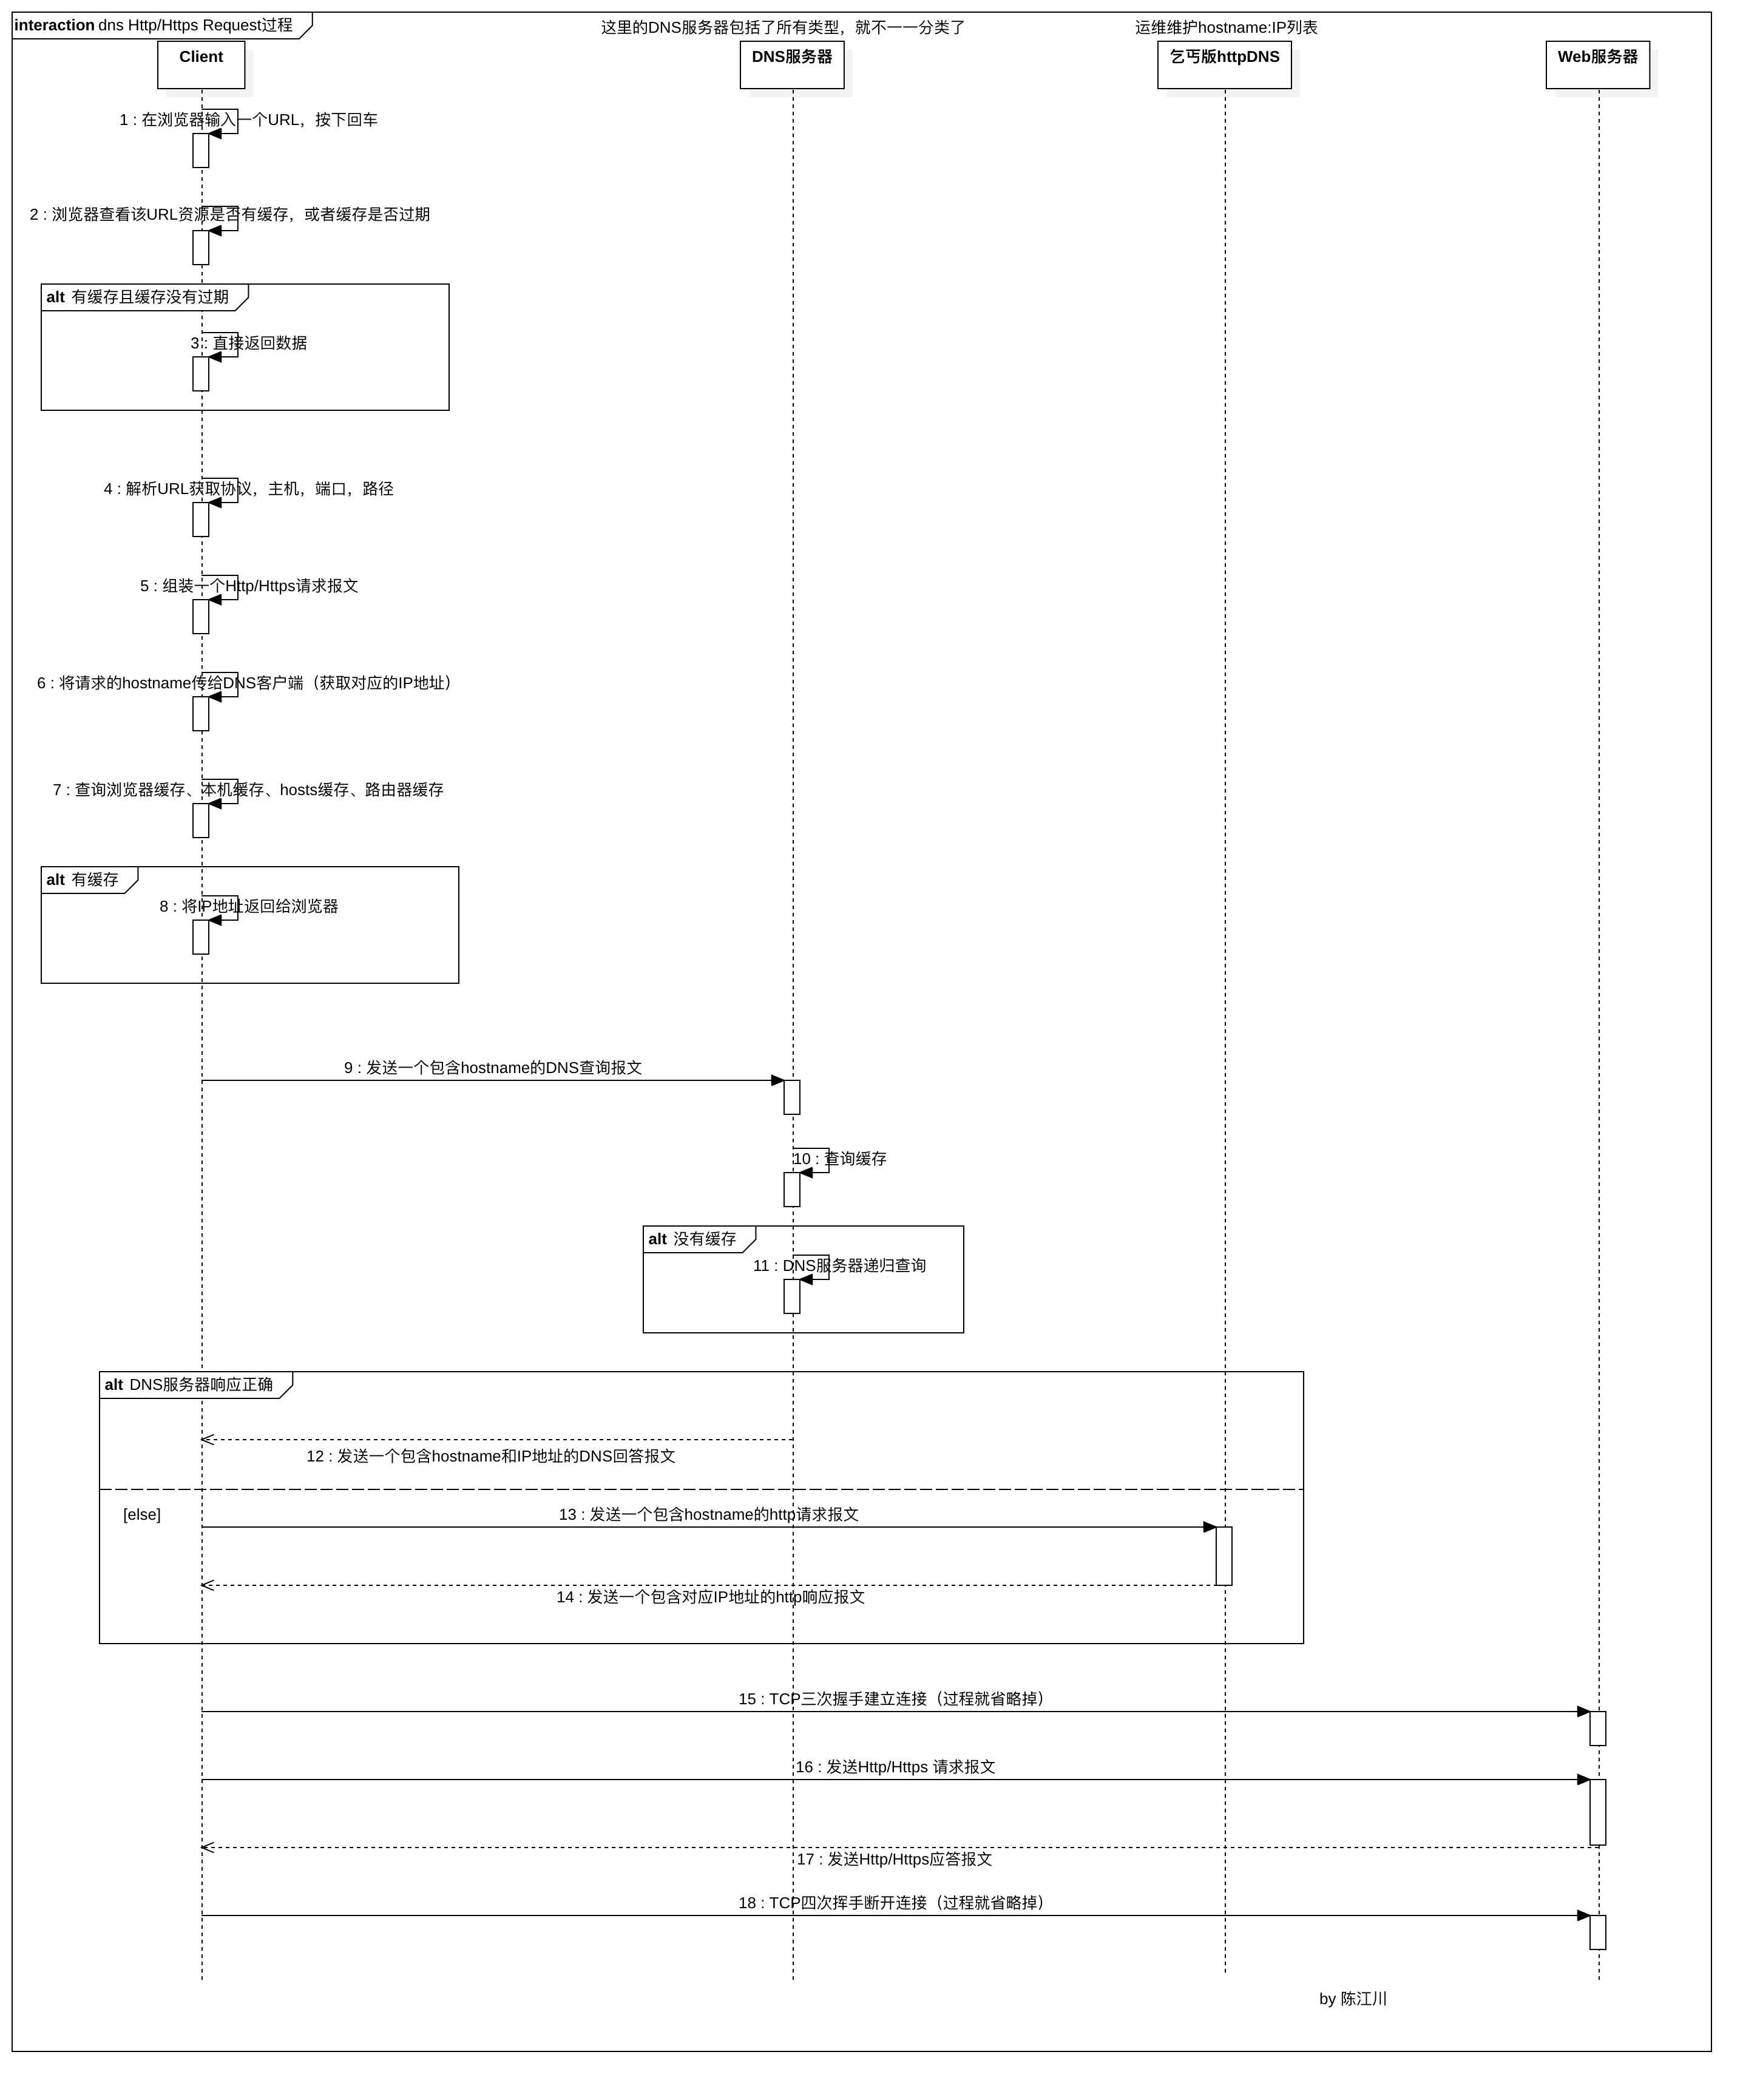 interaction dns Http/Https Request过程
这里的DNS服务器包括了所有类型，就不一一分类了
运维维护hostname:IP列表
Client
DNS服务器
乞丐版httpDNS
Web服务器
1 : 在浏览器输入一个URL，按下回车
2 : 浏览器查看该URL资源是否有缓存，或者缓存是否过期
alt 有缓存且缓存没有过期
3 : 直接返回数据
4 : 解析URL获取协议，主机，端口，路径
5 : 组装一个Http/Https请求报文
6 : 将请求的hostname传给DNS客户端（获取对应的IP地址）
7 : 查询浏览器缓存、本机缓存、hosts缓存、路由器缓存
alt 有缓存
8 : 将IP地址返回给浏览器
9 : 发送一个包含hostname的DNS查询报文
10 : 查询缓存
alt 没有缓存
11 : DNS服务器递归查询
alt DNS服务器响应正确
12 : 发送一个包含hostname和IP地址的DNS回答报文
[else]
13 : 发送一个包含hostname的http请求报文
14 : 发送一个包含对应IP地址的http响应报文
15 : TCP三次握手建立连接（过程就省略掉）
16 : 发送Http/Https 请求报文
17 : 发送Http/Https应答报文
18 : TCP四次挥手断开连接（过程就省略掉）
by 陈江川